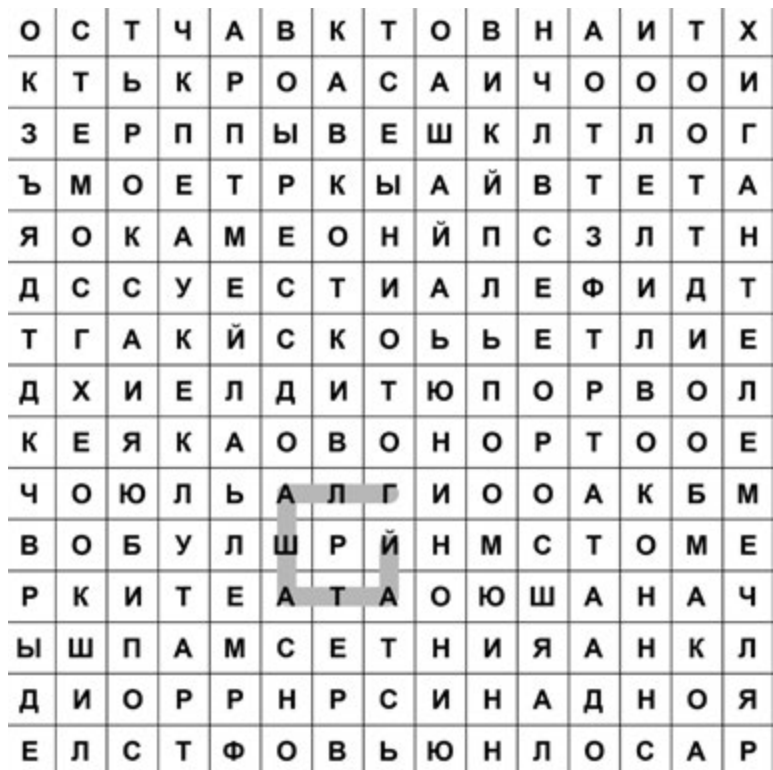 О С Т Ч А В К Т О В Н А И Т Х
К Т Ь К Р О А С А И Ч О О О И
З Е Р П П Ы В Е Ш К Л Т Л О Г
Ъ М О Е Т Р К Ы А Й В Т Е Т А
Я О К А М Е О Н Й П С З Л Т Н
Д С С У Е С Т И А Л Е Ф И Д Т
Т Г А К Й С К О Ь Ь Е Т Л И Е
Д Х И Е Л Д И Т Ю П О Р В О Л
К Е Я К А О В О Н О Р Т О О Е
Ч О Ю Л Ь А Л Г И О О А К Б М
В О Б У Л Ш Р Й Н М С Т О М Е
Р К И Т Е А Т А О Ю Ш А Н А Ч
Ы Ш П А М С Е Т Н И Я А Н К Л
Д И О Р Р Н Р С И Н А Д Н О Я
Е Л С Т Ф О В Ь Ю Н Л О С А Р